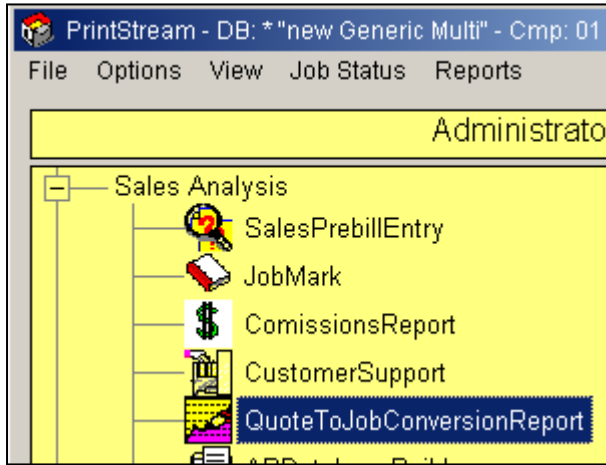 PrintStream - DB: * "new Generic Multi" - Cmp: 01
File Options View Job Status Reports
Administrato
Sales Analysis
SalesPrebillEntry
JobMark
ComissionsReport
CustomerSupport
QuoteToJobConversionReport